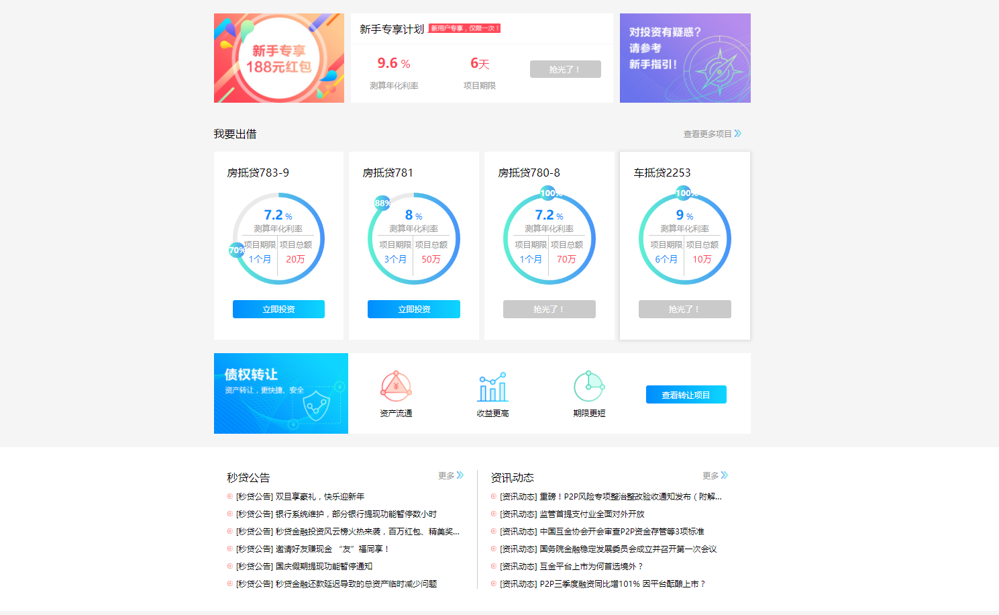 新手专享
188元红包
新手专享计划 新用户专享，仅限一次！
9.6 %
测算年化利率
6天
项目期限
抢光了！
对投资有疑惑?
请参考
新手指引!
我要出借
查看更多项目
房抵贷783-9
70%
7.2 %
测算年化利率
项目期限 项目总额
1个月 20万
立即投资
房抵贷781
88%
8 %
测算年化利率
项目期限 项目总额
3个月 50万
立即投资
房抵贷780-8
100%
7.2 %
测算年化利率
项目期限 项目总额
1个月 70万
抢光了！
车抵贷2253
100%
9 %
测算年化利率
项目期限 项目总额
6个月 10万
抢光了！
债权转让
资产转让，更快捷、安全
资产流通
收益更高
期限更短
查看转让项目
秒贷公告
更多
[秒贷公告] 双旦享豪礼，快乐迎新年
[秒贷公告] 银行系统维护，部分银行提现功能暂停数小时
[秒贷公告] 秒贷金融投资风云榜火热来袭，百万红包、精美奖...
[秒贷公告] 邀请好友赚现金 “友”福同享！
[秒贷公告] 国庆假期提现功能暂停通知
[秒贷公告] 秒贷金融还款延迟导致的总资产临时减少问题
资讯动态
更多
[资讯动态] 重磅！P2P风险专项整治整改验收通知发布（附解...
[资讯动态] 监管首提支付业全面对外开放
[资讯动态] 中国互金协会开会审查P2P资金存管等3项标准
[资讯动态] 国务院金融稳定发展委员会成立并召开第一次会议
[资讯动态] 互金平台上市为何首选境外？
[资讯动态] P2P三季度融资同比增101% 因平台酝酿上市？